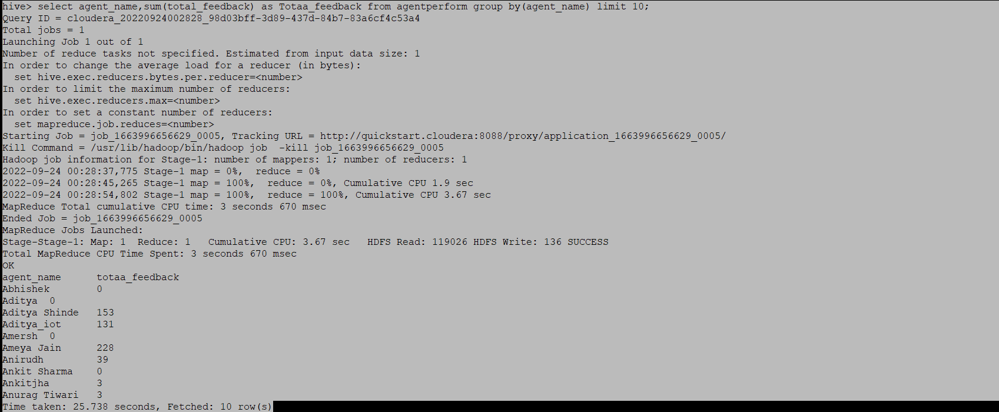 hive> select agent_name,sum(total_feedback) as Totaa_feedback from agentperform group by(agent_name) limit 10;
Query ID = cloudera_20220924002828_98d03bff-3d89-437d-84b7-83a6cf4c53a4
Total jobs = 1
Launching Job 1 out of 1
Number of reduce tasks not specified. Estimated from input data size: 1
In order to change the average load for a reducer (in bytes):
  set hive.exec.reducers.bytes.per.reducer=<number>
In order to limit the maximum number of reducers:
  set hive.exec.reducers.max=<number>
In order to set a constant number of reducers:
  set mapreduce.job.reduces=<number>
Starting Job = job_1663996656629_0005, Tracking URL = http://quickstart.cloudera:8088/proxy/application_1663996656629_0005/
Kill Command = /usr/lib/hadoop/bin/hadoop job  -kill job_1663996656629_0005
Hadoop job information for Stage-1: number of mappers: 1; number of reducers: 1
2022-09-24 00:28:37,775 Stage-1 map = 0%,  reduce = 0%
2022-09-24 00:28:45,265 Stage-1 map = 100%,  reduce = 0%, Cumulative CPU 1.9 sec
2022-09-24 00:28:54,802 Stage-1 map = 100%,  reduce = 100%, Cumulative CPU 3.67 sec
MapReduce Total cumulative CPU time: 3 seconds 670 msec
Ended Job = job_1663996656629_0005
MapReduce Jobs Launched:
Stage-Stage-1: Map: 1  Reduce: 1   Cumulative CPU: 3.67 sec   HDFS Read: 119026 HDFS Write: 136 SUCCESS
Total MapReduce CPU Time Spent: 3 seconds 670 msec
OK
agent_name      totaa_feedback
Abhishek        0
Aditya  0
Aditya Shinde   153
Aditya_iot      131
Amersh  0
Ameya Jain      228
Anirudh         39
Ankit Sharma    0
Ankitjha        3
Anurag Tiwari   3
Time taken: 25.738 seconds, Fetched: 10 row(s)